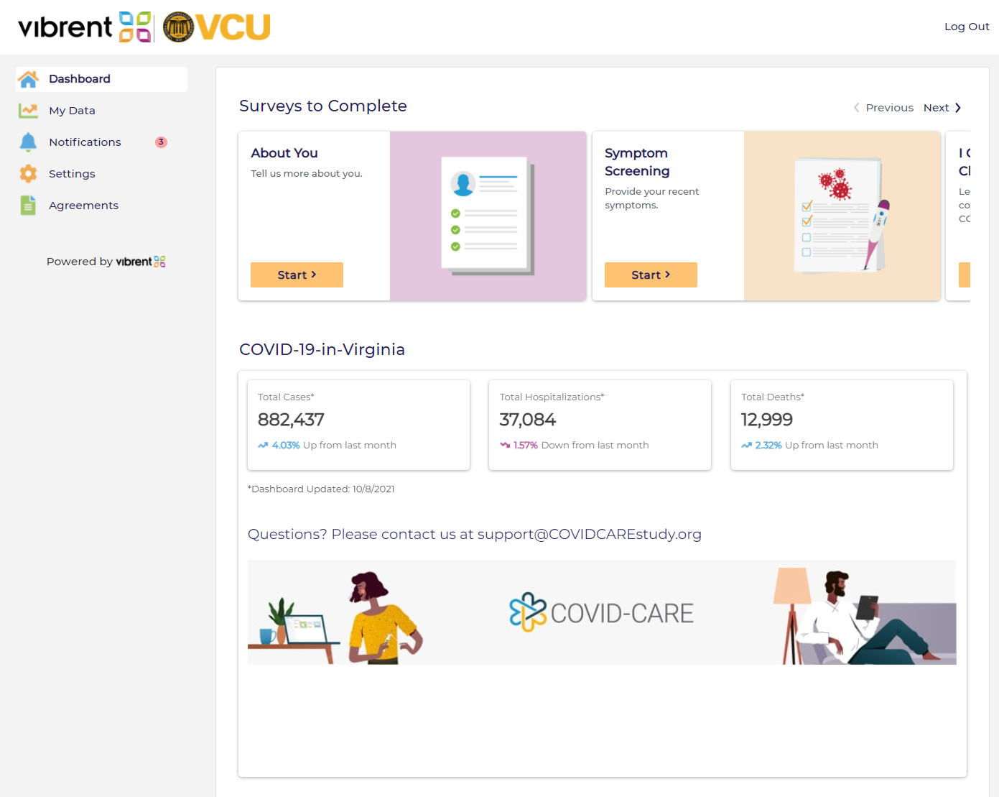 vibrent VCU
Log Out
Dashboard
My Data
Notifications 3
Settings
Agreements
Powered by vibrent
Surveys to Complete
Previous Next
About You
Tell us more about you.
Start
Symptom
Screening
Provide your recent
symptoms.
Start
I
Le
co
COVID-19-in-Virginia
Total Cases*
882,437
4.03% Up from last month
Total Hospitalizations*
37,084
1.57% Down from last month
Total Deaths*
12,999
2.32% Up from last month
*Dashboard Updated: 10/8/2021
Questions? Please contact us at support@COVIDCAREstudy.org
COVID-CARE